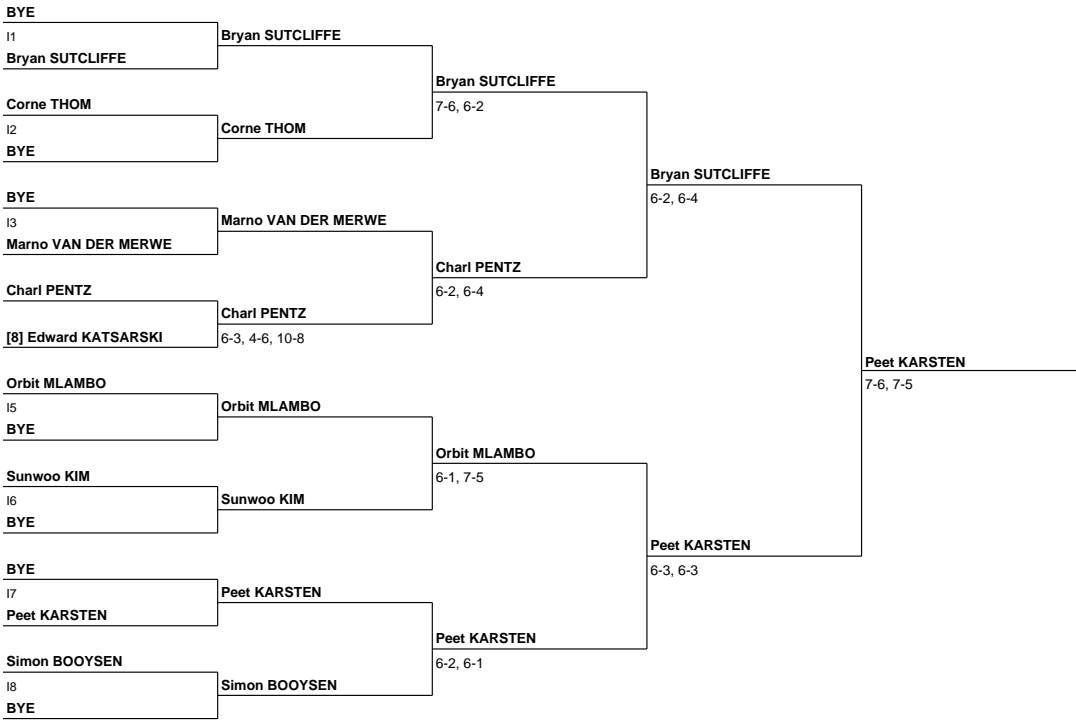 BYE
I1
Bryan SUTCLIFFE
Corne THOM
I2
BYE
BYE
I3
Marno VAN DER MERWE
Charl PENTZ
[8] Edward KATSARSKI
Orbit MLAMBO
I5
BYE
Sunwoo KIM
I6
BYE
BYE
I7
Peet KARSTEN
Simon BOOYSEN
I8
BYE
Bryan SUTCLIFFE
Corne THOM
Marno VAN DER MERWE
Charl PENTZ
6-3, 4-6, 10-8
Orbit MLAMBO
Sunwoo KIM
Peet KARSTEN
Simon BOOYSEN
Bryan SUTCLIFFE
7-6, 6-2
Charl PENTZ
6-2, 6-4
Orbit MLAMBO
6-1, 7-5
Peet KARSTEN
6-2, 6-1
Bryan SUTCLIFFE
6-2, 6-4
Peet KARSTEN
6-3, 6-3
Peet KARSTEN
7-6, 7-5